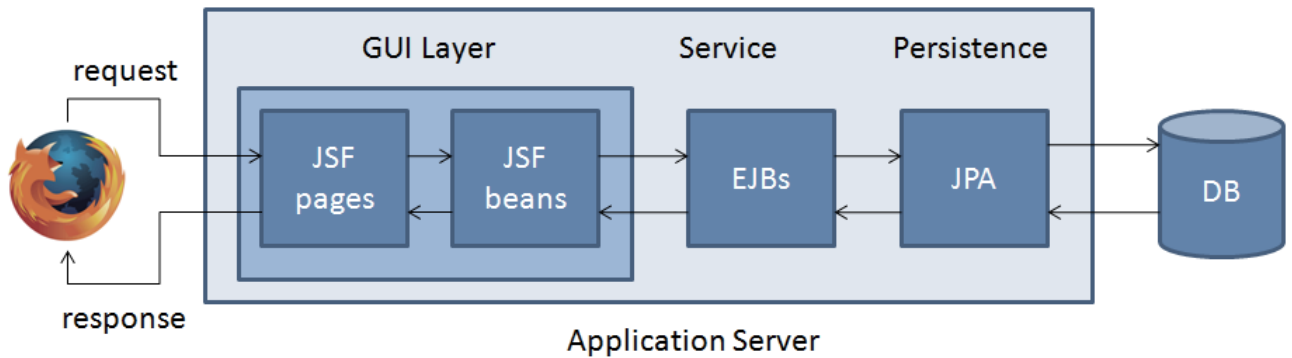 GUI Layer
Service
Persistence
request
JSF
pages
JSF
beans
EJBs
JPA
DB
response
Application Server